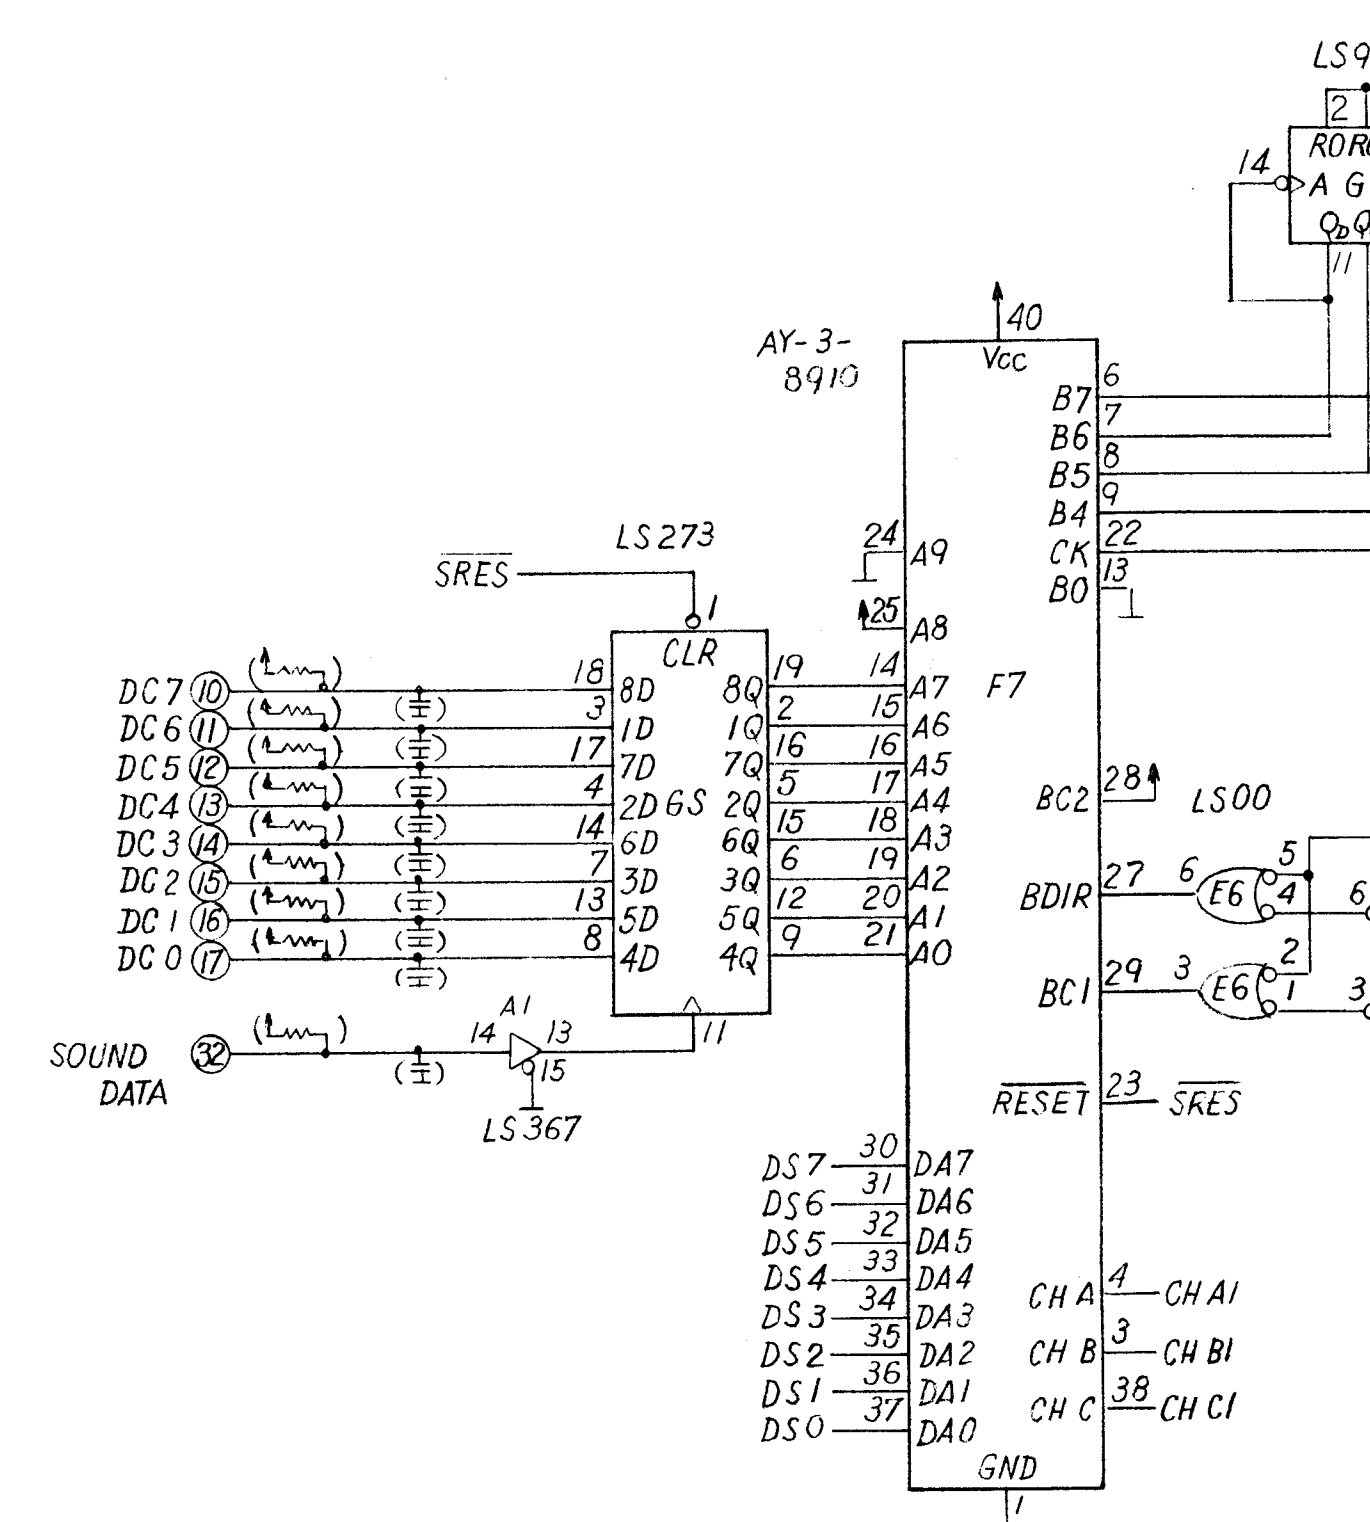 LS9
2
RO R
14
A G
QD Q
11
40
AY-3-
8910
Vcc
B7 6
B6 7
B5 8
B4 9
LS273
24 A9
CK 22
SRES
B0 13
1
25 A8
CLR
DC7 10 18 8D 8Q 19 14 A7 F7
DC6 11 3 1D 1Q 2 15 A6
DC5 12 17 7D 7Q 16 16 A5
DC4 13 4 2D 6S 2Q 5 17 A4
BC2 28 LS00
DC3 14 14 6D 6Q 15 18 A3
DC2 15 7 3D 3Q 6 19 A2
BDIR 27 6 E6 5 4 6
DC1 16 13 5D 5Q 12 20 A1
DC0 17 8 4D 4Q 9 21 A0
BC1 29 3 E6 2 1 3
A1
SOUND 32 14 13 11
DATA
15
LS367
RESET 23 SRES
DS7 30 DA7
DS6 31 DA6
DS5 32 DA5
DS4 33 DA4
CH A 4 CH A1
DS3 34 DA3
DS2 35 DA2
CH B 3 CH B1
DS1 36 DA1
CH C 38 CH C1
DS0 37 DA0
GND
1